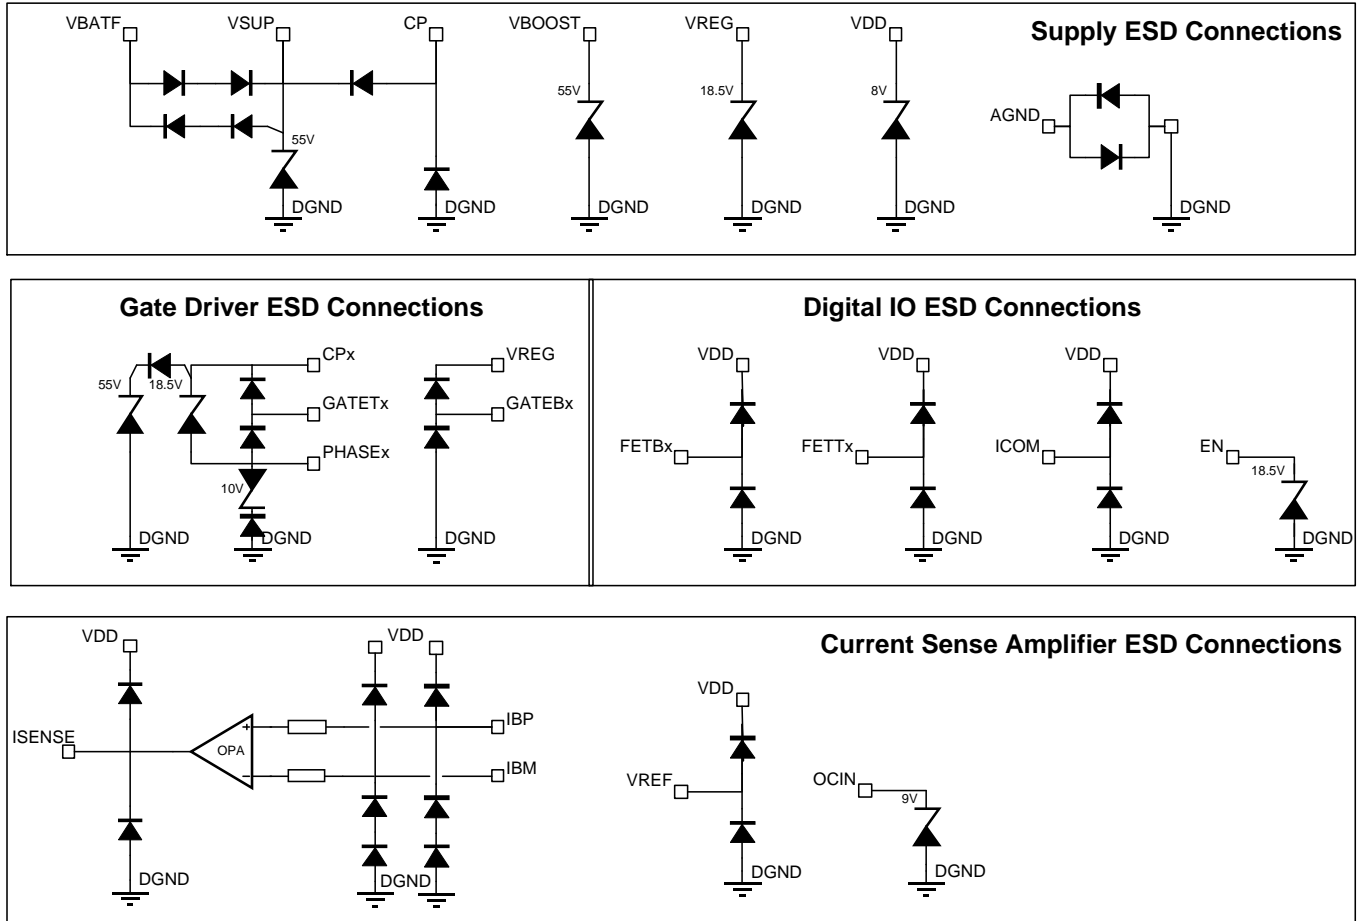 VBATF VSUP CP VBOOST VREG VDD
Supply ESD Connections
55V 18.5V 8V
AGND
55V
DGND DGND DGND DGND DGND DGND
Gate Driver ESD Connections
CPx VREG
55V 18.5V
GATETx GATEBx
PHASEx
10V
DGND DGND DGND
Digital IO ESD Connections
VDD VDD VDD
FETBx FETTx ICOM EN
18.5V
DGND DGND DGND DGND
Current Sense Amplifier ESD Connections
VDD VDD
IBP
ISENSE
+
OPA
-
IBM
DGND DGND
VDD
VREF OCIN
9V
DGND DGND